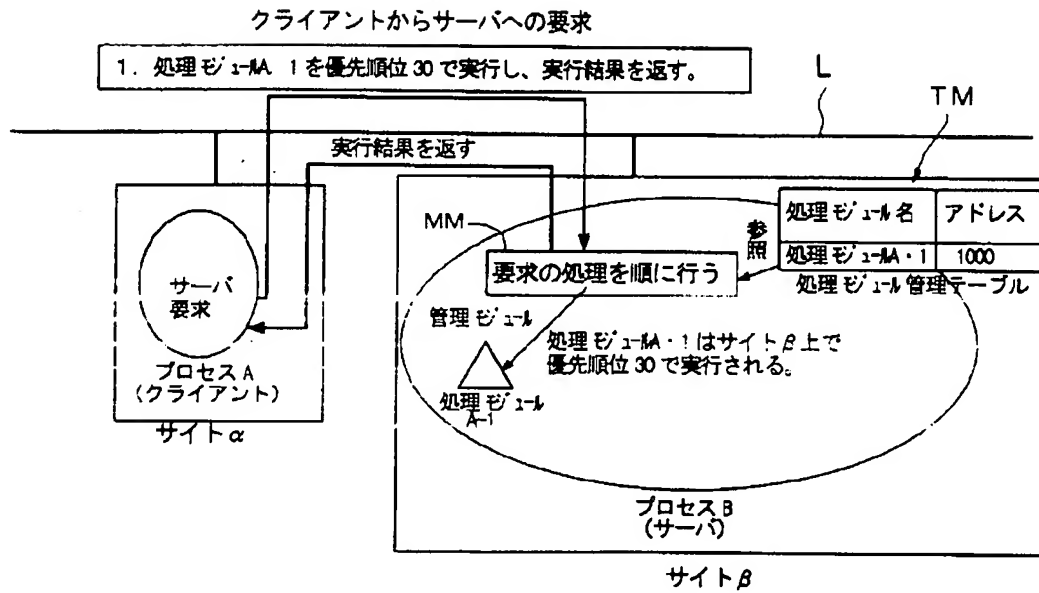 クライアントからサーバへの要求
1. 処理モジュールA 1を優先順位30で実行し、実行結果を返す。
L
TM
実行結果を返す
MM
処理モジュール名 アドレス
処理モジュールA・1 1000
参照
要求の処理を順に行う
処理モジュール管理テーブル
サーバ
要求
管理モジュール
処理モジュールA・1はサイトβ上で
優先順位30で実行される。
プロセスA
(クライアント)
処理モジュール
A-1
サイトα
プロセスB
(サーバ)
サイトβ